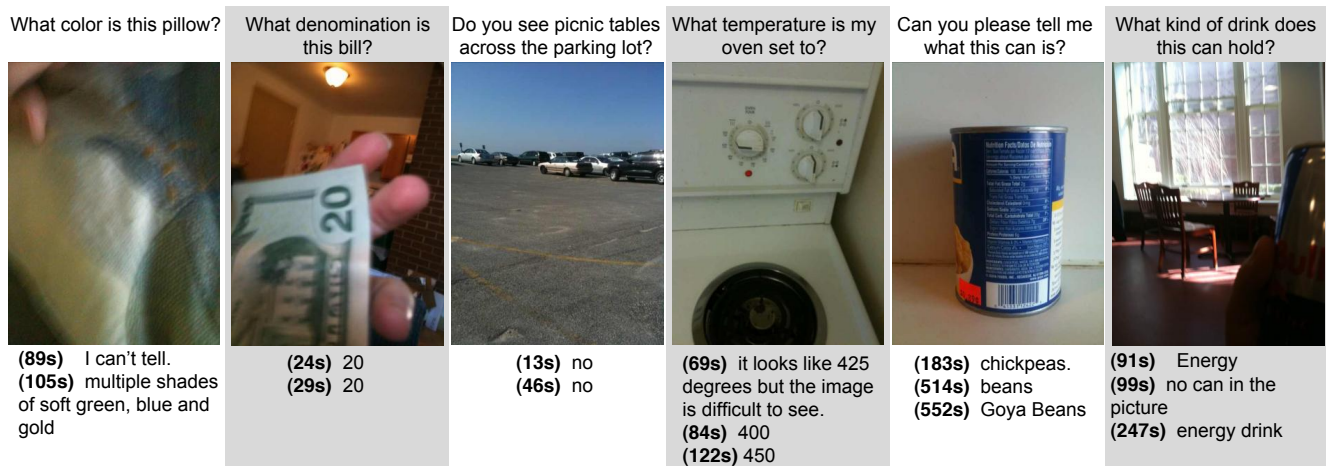 What color is this pillow?
(89s) I can't tell.
(105s) multiple shades
of soft green, blue and
gold
What denomination is
this bill?
20
(24s) 20
(29s) 20
Do you see picnic tables
across the parking lot?
(13s) no
(46s) no
What temperature is my
oven set to?
(69s) it looks like 425
degrees but the image
is difficult to see.
(84s) 400
(122s) 450
Can you please tell me
what this can is?
Nutrition Facts/Datos De
(183s) chickpeas.
(514s) beans
(552s) Goya Beans
What kind of drink does
this can hold?
(91s) Energy
(99s) no can in the
picture
(247s) energy drink